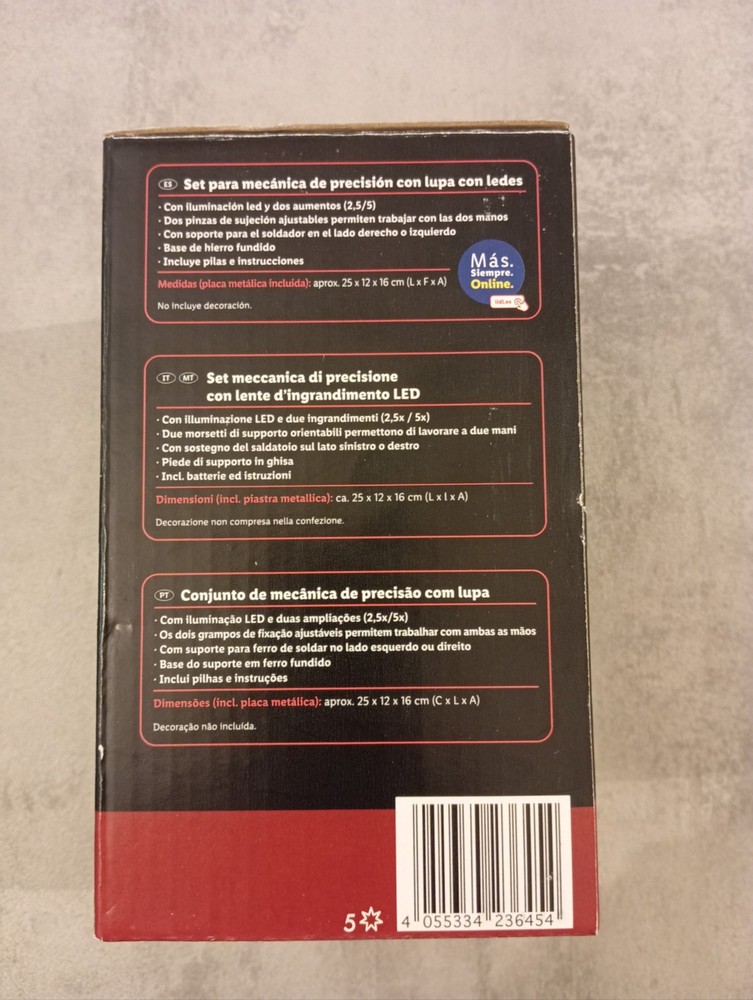 ES Set para mecánica de precisión con lupa con ledes
· Con iluminación led y dos aumentos (2,5/5)
· Dos pinzas de sujeción ajustables permiten trabajar con las dos manos
· Con soporte para el soldador en el lado derecho o izquierdo
· Base de hierro fundido
· Incluye pilas e instrucciones
Medidas (placa metálica incluida): aprox. 25 x 12 x 16 cm (L x F x A)
No incluye decoración.
Más.
Siempre.
Online.
lidl.es
IT MT Set meccanica di precisione
con lente d'ingrandimento LED
· Con illuminazione LED e due ingrandimenti (2,5x / 5x)
· Due morsetti di supporto orientabili permettono di lavorare a due mani
· Con sostegno del saldatoio sul lato sinistro o destro
· Piede di supporto in ghisa
· Incl. batterie ed istruzioni
Dimensioni (incl. piastra metallica): ca. 25 x 12 x 16 cm (L x l x A)
Decorazione non compresa nella confezione.
PT Conjunto de mecânica de precisão com lupa
· Com iluminação LED e duas ampliações (2,5x/5x)
· Os dois grampos de fixação ajustáveis permitem trabalhar com ambas as mãos
· Com suporte para ferro de soldar no lado esquerdo ou direito
· Base do suporte em ferro fundido
· Inclui pilhas e instruções
Dimensões (incl. placa metálica): aprox. 25 x 12 x 16 cm (C x L x A)
Decoração não incluída.
5
4 055334 236454